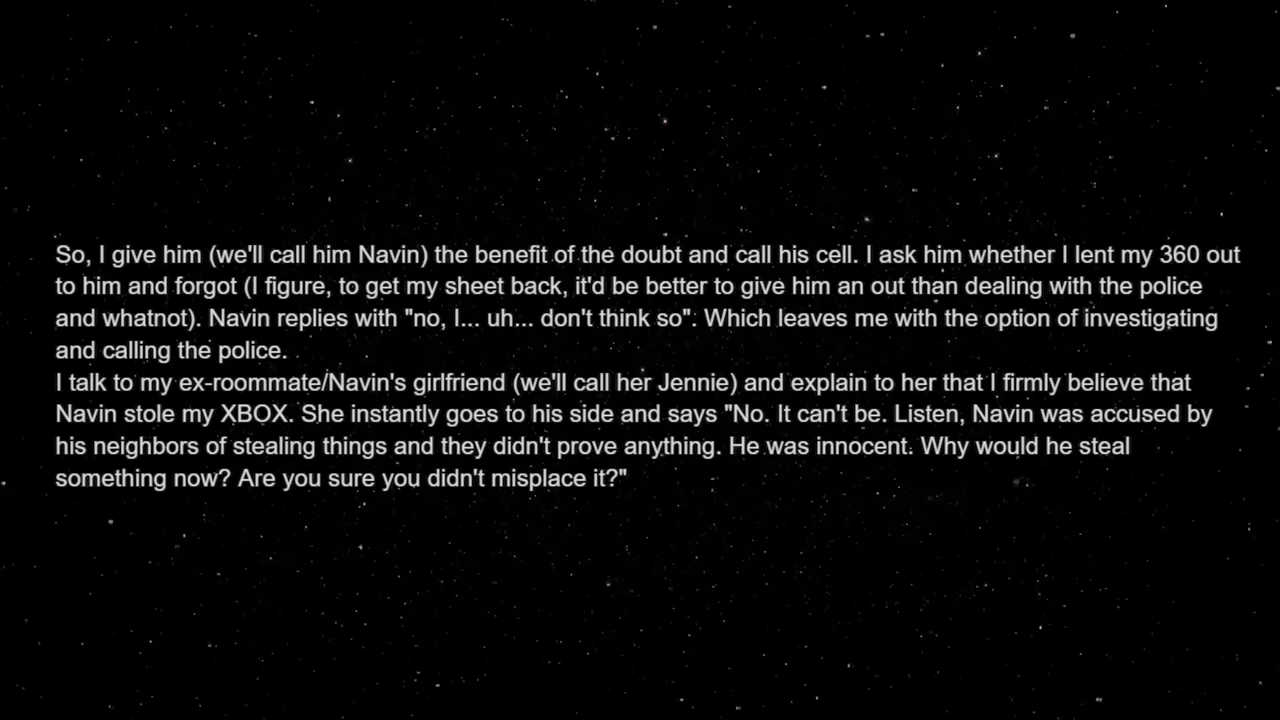 So, I give him (we'll call him Navin) the benefit of the doubt and call his cell. I ask him whether I lent my 360 out
to him and forgot (I figure, to get my sheet back, it'd be better to give him an out than dealing with the police
and whatnot). Navin replies with "no, I... uh... don't think so". Which leaves me with the option of investigating
and calling the police.
I talk to my ex-roommate/Navin's girlfriend (we'll call her Jennie) and explain to her that I firmly believe that
Navin stole my XBOX. She instantly goes to his side and says "No. It can't be. Listen, Navin was accused by
his neighbors of stealing things and they didn't prove anything. He was innocent. Why would he steal
something now? Are you sure you didn't misplace it?"